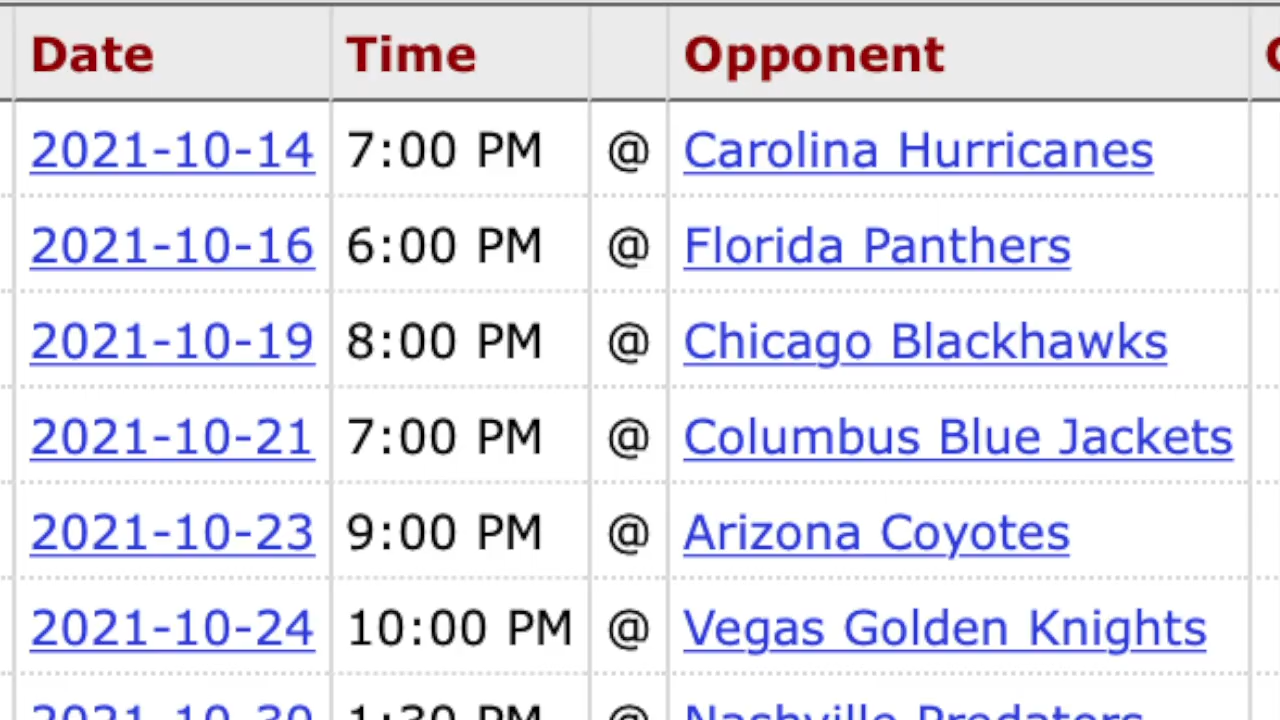 Date Time Opponent
2021-10-14 7:00 PM @ Carolina Hurricanes
2021-10-16 6:00 PM @ Florida Panthers
2021-10-19 8:00 PM @ Chicago Blackhawks
2021-10-21 7:00 PM @ Columbus Blue Jackets
2021-10-23 9:00 PM @ Arizona Coyotes
2021-10-24 10:00 PM @ Vegas Golden Knights
2021-10-30 1:30 PM @ Nashville Predators